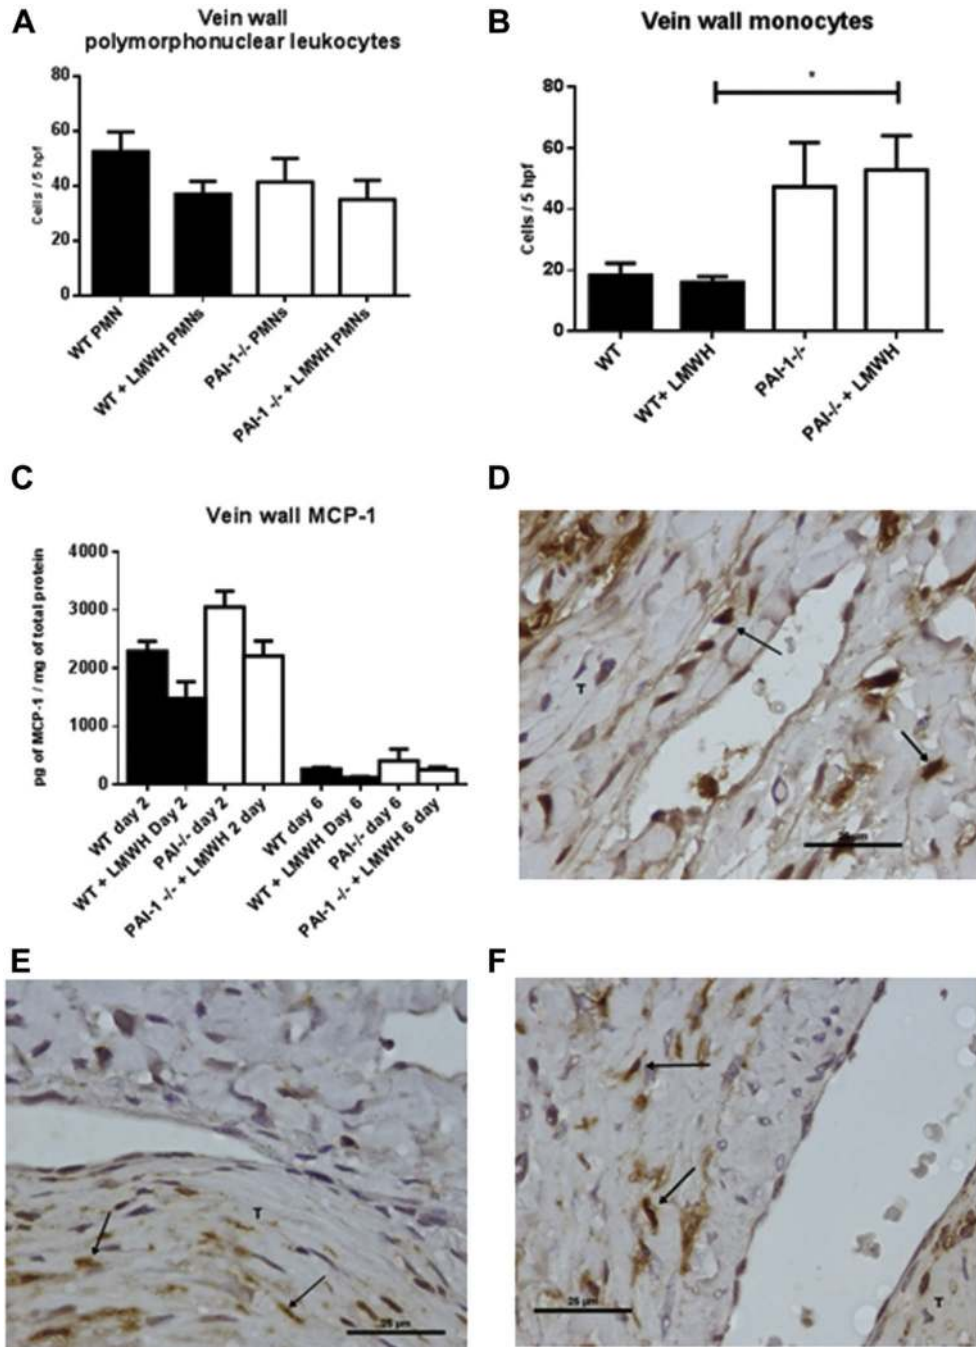 A
Vein wall
polymorphonuclear leukocytes
Cells / 5 hpf
80
60
40
20
0
WT PMN
WT + LMWH PMNs
PAI-1-/- PMNs
PAI-1 -/- + LMWH PMNs
B
Vein wall monocytes
*
Cells / 5 hpf
80
60
40
20
0
WT
WT+ LMWH
PAI-1-/-
PAI-/- + LMWH
C
Vein wall MCP-1
pg of MCP-1 / mg of total protein
4000
3000
2000
1000
0
WT day 2
WT + LMWH Day 2
PAI-/- day 2
PAI-1 -/- + LMWH 2 day
WT day 6
WT + LMWH Day 6
PAI-/- day 6
PAI-1 -/- + LMWH 6 day
D
T
E
T
25 µm
F
25 µm
T